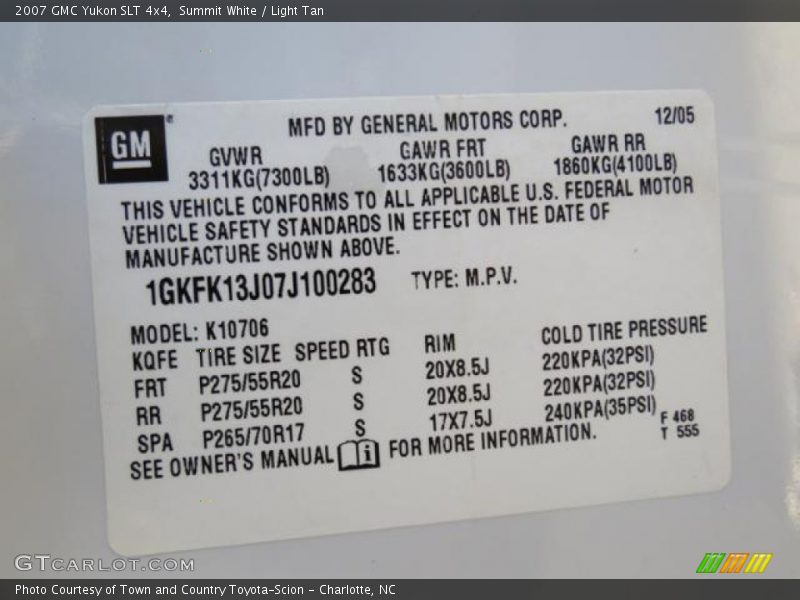 2007 GMC Yukon SLT 4x4, Summit White / Light Tan
GM
MFD BY GENERAL MOTORS CORP. 12/05
GVWR GAWR FRT GAWR RR
3311KG(7300LB) 1633KG(3600LB) 1860KG(4100LB)
THIS VEHICLE CONFORMS TO ALL APPLICABLE U.S. FEDERAL MOTOR
VEHICLE SAFETY STANDARDS IN EFFECT ON THE DATE OF
MANUFACTURE SHOWN ABOVE.
1GKFK13J07J100283 TYPE: M.P.V.
MODEL: K10706
KQFE TIRE SIZE SPEED RTG RIM COLD TIRE PRESSURE
FRT P275/55R20 S 20X8.5J 220KPA(32PSI)
RR P275/55R20 S 20X8.5J 220KPA(32PSI)
SPA P265/70R17 S 17X7.5J 240KPA(35PSI)
SEE OWNER'S MANUAL i FOR MORE INFORMATION.
F 468
T 555
GTCARLOT.COM
Photo Courtesy of Town and Country Toyota-Scion - Charlotte, NC